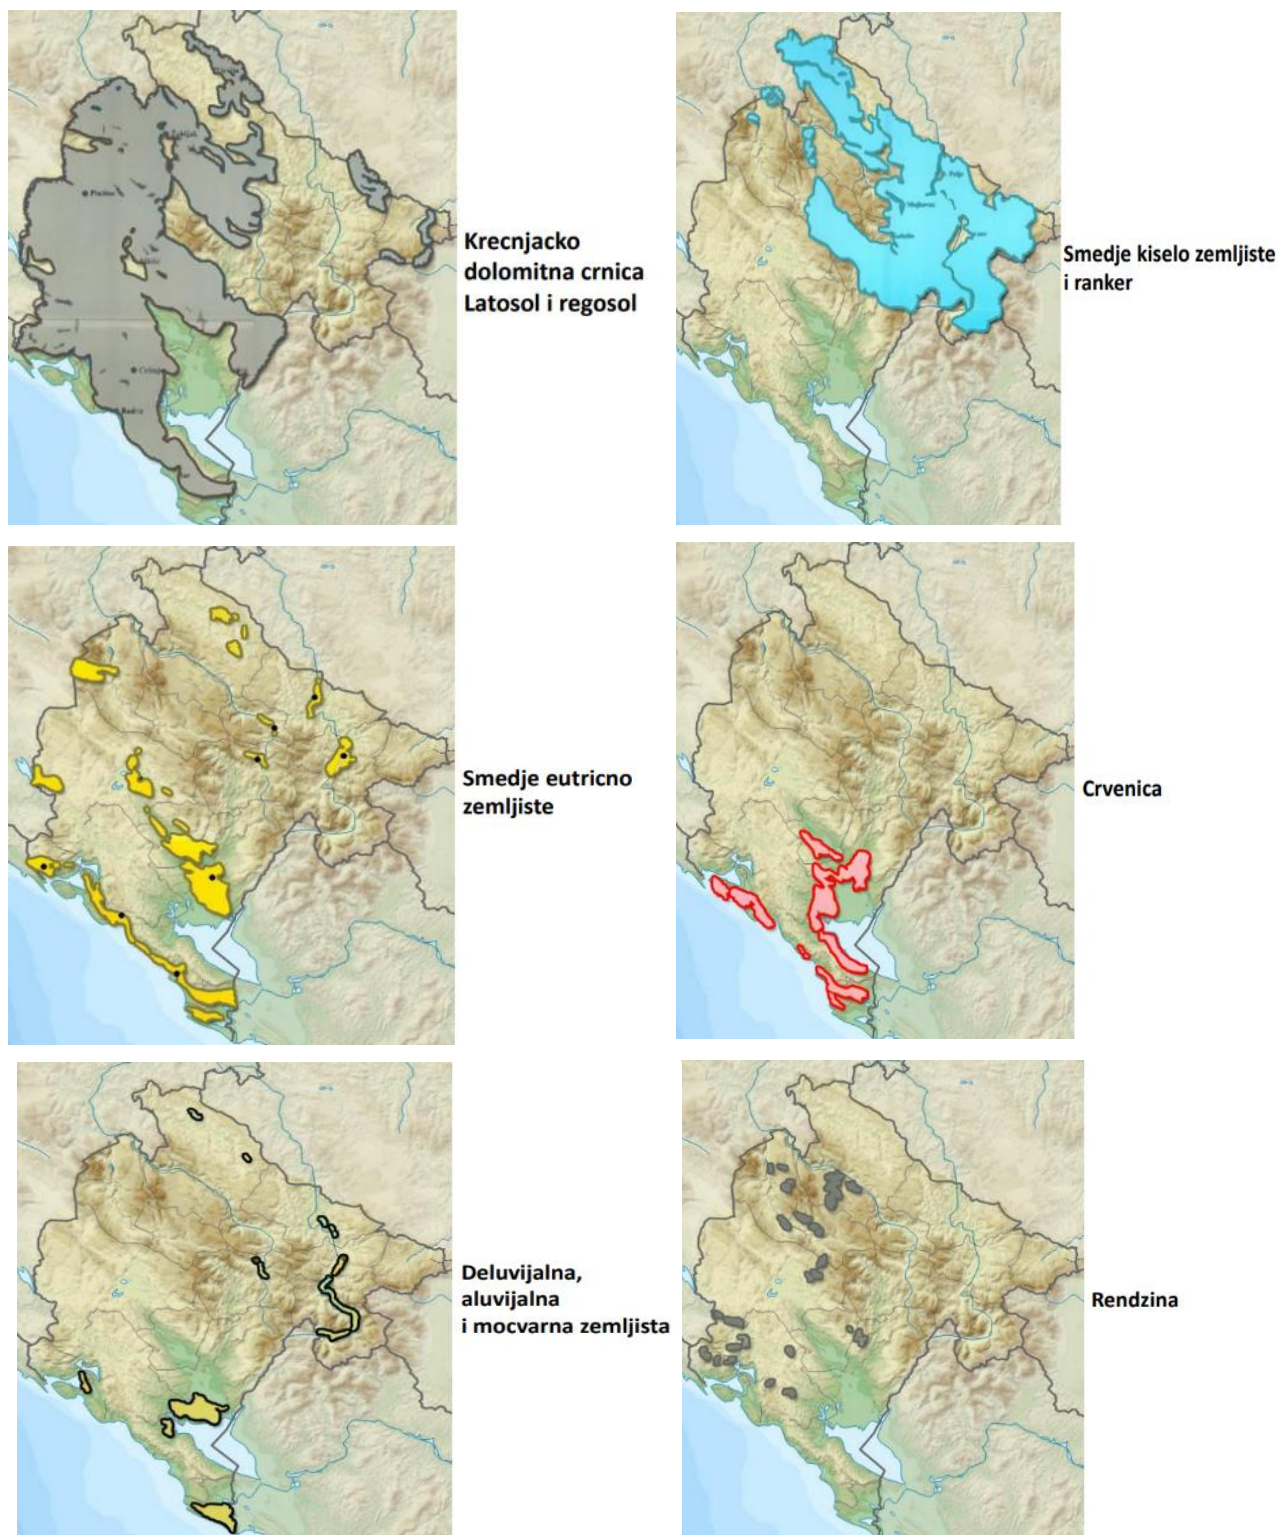 Krecnjacko
dolomitna crnica
Latosol i regosol
Smedje kiselo zemljiste
i ranker
Smedje eutricno
zemljiste
Crvenica
Deluvijalna,
aluvijalna
i mocvarna zemljista
Rendzina